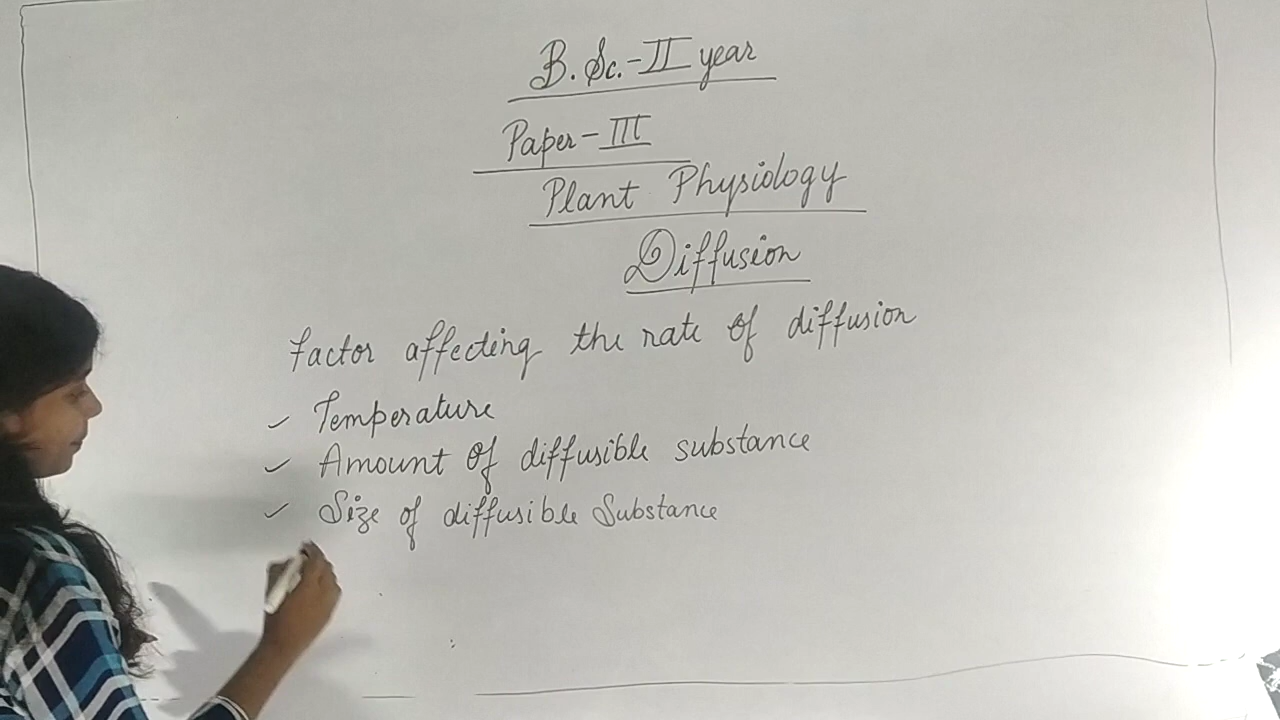 B. Sc.-II year
Paper-III
Plant Physiology
Diffusion
factor affecting the rate of diffusion
✓ Temperature
✓ Amount of diffusible substance
✓ Size of diffusible Substance